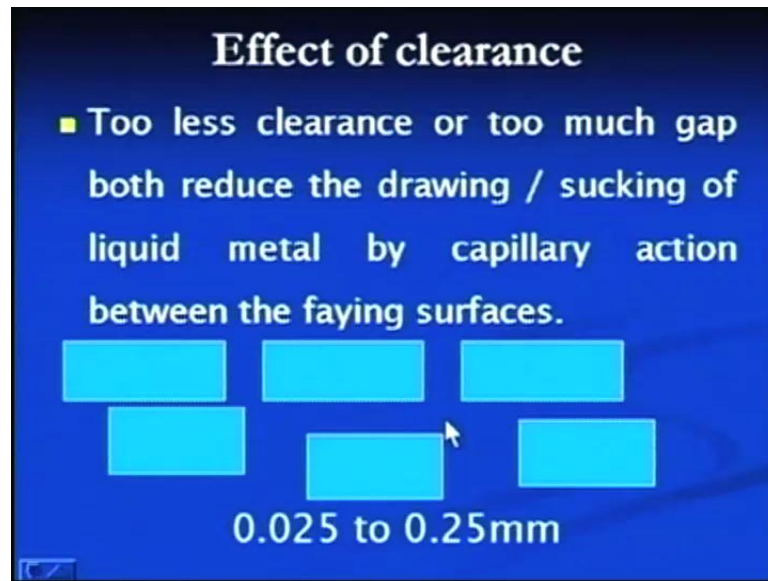 Effect of clearance
Too less clearance or too much gap
both reduce the drawing / sucking of
liquid metal by capillary action
between the faying surfaces.
0.025 to 0.25mm